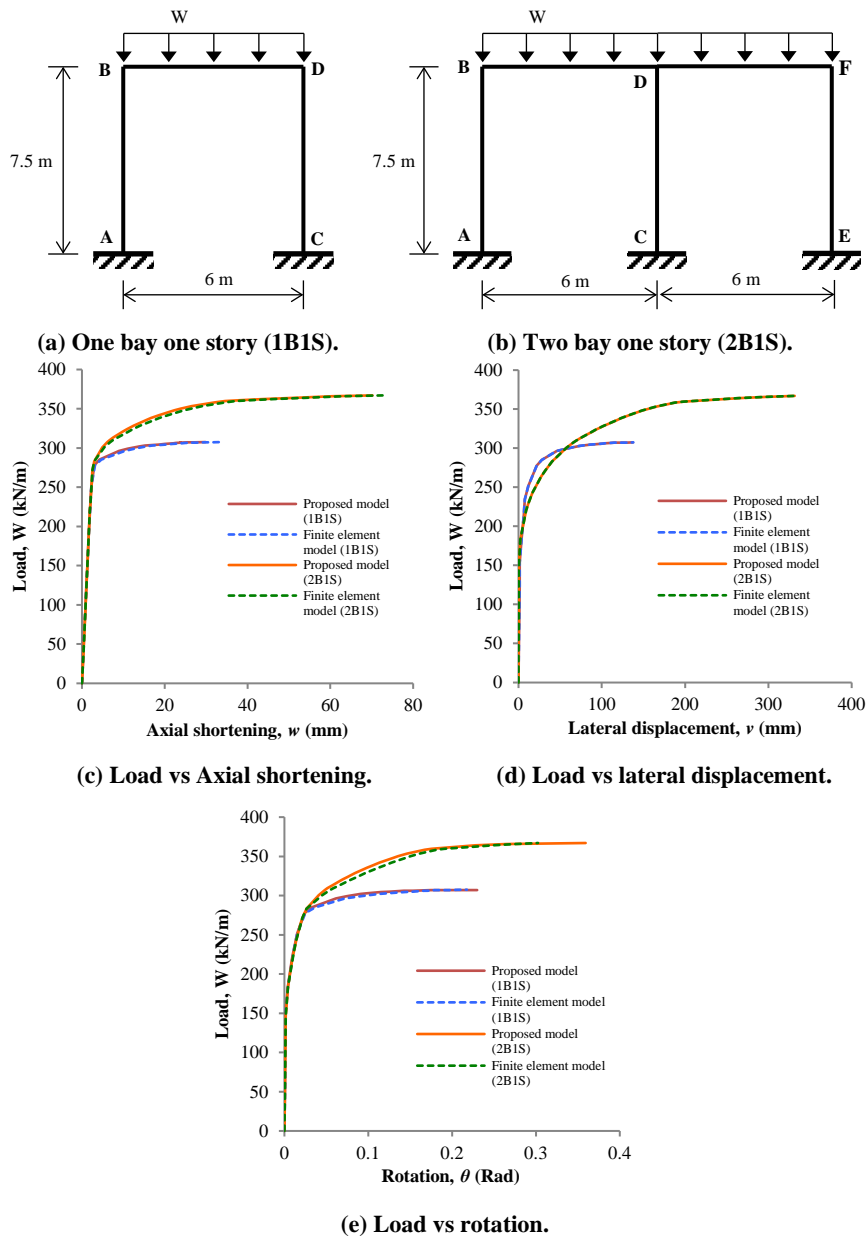 W
W
B
D
B
D
F
7.5 m
7.5 m
A
C
A
C
E
6 m
6 m
6 m
(a) One bay one story (1B1S).
(b) Two bay one story (2B1S).
400
350
300
250
200
150
100
50
0
Load, W (kN/m)
Proposed model
(1B1S)
Finite element
model (1B1S)
Proposed model
(2B1S)
Finite element
model (2B1S)
0 20 40 60 80
Axial shortening, w (mm)
400
350
300
250
200
150
100
50
0
Load, W (kN/m)
Proposed model
(1B1S)
Finite element
model (1B1S)
Proposed model
(2B1S)
Finite element
model (2B1S)
0 100 200 300 400
Lateral displacement, v (mm)
(c) Load vs Axial shortening.
(d) Load vs lateral displacement.
400
350
300
250
200
150
100
50
0
Load, W (kN/m)
Proposed model
(1B1S)
Finite element model
(1B1S)
Proposed model
(2B1S)
Finite element model
(2B1S)
0 0.1 0.2 0.3 0.4
Rotation, θ (Rad)
(e) Load vs rotation.